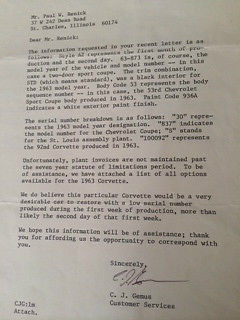 Mr. Paul W. Renick
37 W 242 Dean Road
St. Charles, Illinois 60174
Dear Mr. Renick:
The information requested in your recent letter is as
follows: Style A2 represents the first month of pro-
duction and the second day. 63-873 is, of course, the
model year of the vehicle and model number -- in this
case a two-door sport coupe. The trim combination,
STD (which means standard), was a black interior for
the 1963 model year. Body Code 53 represents the body
sequence number -- in this case, the 53rd Chevrolet
Sport Coupe body produced in 1963. Paint Code 936A
indicates a white exterior paint finish.
The serial number breakdown is as follows: "30" repre-
sents the 1963 model year designation. "837" indicates
the model number for the Chevrolet Coupe; "S" stands
for the St. Louis assembly plant. "100092" represents
the 92nd Corvette produced in 1963.
Unfortunately, plant invoices are not maintained past
the seven year statute of limitations period. To be
of assistance, we have attached a list of all options
available for the 1963 Corvette.
We do believe this particular Corvette would be a very
desirable car to restore with a low serial number
produced during the first week of production, more than
likely the second day of that first week.
We hope this information will be of assistance; thank
you for affording us the opportunity to correspond with
you.
Sincerely,
C. J. Gemus
Customer Services
CJG:lm
Attach.